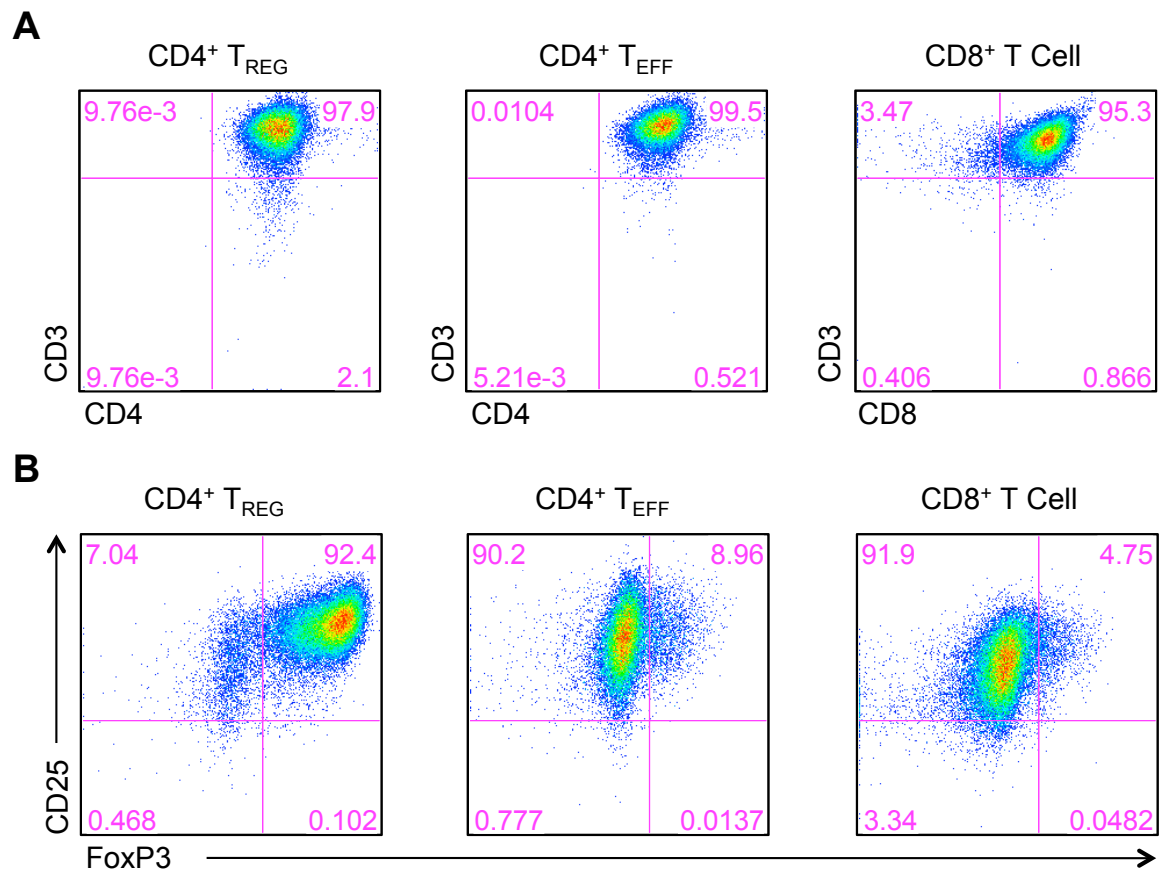 A
CD4⁺ T_REG CD4⁺ T_EFF CD8⁺ T Cell
9.76e-3 97.9 0.0104 99.5 3.47 95.3
CD3 CD3 CD3
9.76e-3 2.1 5.21e-3 0.521 0.406 0.866
CD4 CD4 CD8
B
CD4⁺ T_REG CD4⁺ T_EFF CD8⁺ T Cell
7.04 92.4 90.2 8.96 91.9 4.75
CD25
0.468 0.102 0.777 0.0137 3.34 0.0482
FoxP3